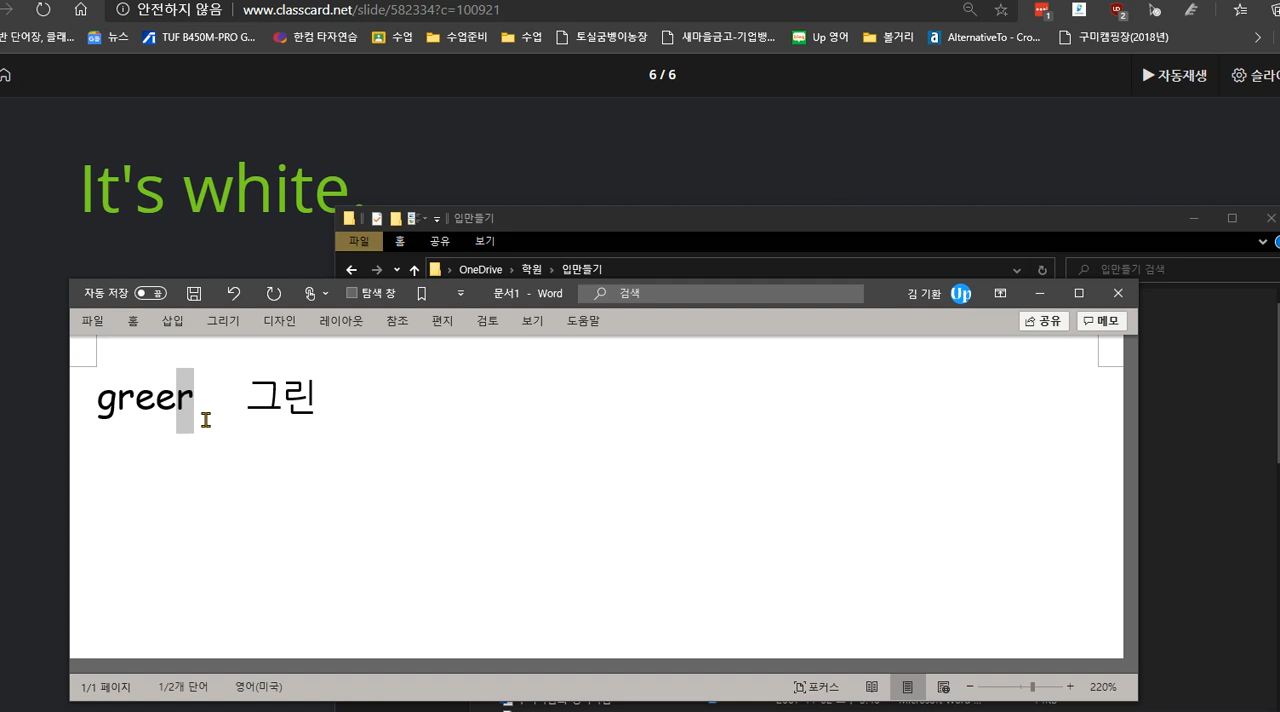 안전하지 않음 www.classcard.net/slide/582334?c=100921
1 2
반 단어장, 클래... 뉴스 TUF B450M-PRO G... 한컴 타자연습 수업 수업준비 수업 토실굼벵이농장 새마을금고-기업뱅... Up 영어 볼거리 AlternativeTo - Cro... 구미캠핑장(2018년)
6 / 6 자동재생 슬라이
It's white.
입만들기
파일 홈 공유 보기
OneDrive 학원 입만들기 입만들기 검색
자동 저장 탐색 창 문서1 - Word 검색 김 기환 Up
파일 홈 삽입 그리기 디자인 레이아웃 참조 편지 검토 보기 도움말 공유 메모
greer 그린
1/1 페이지 1/2개 단어 영어(미국) 포커스 220%